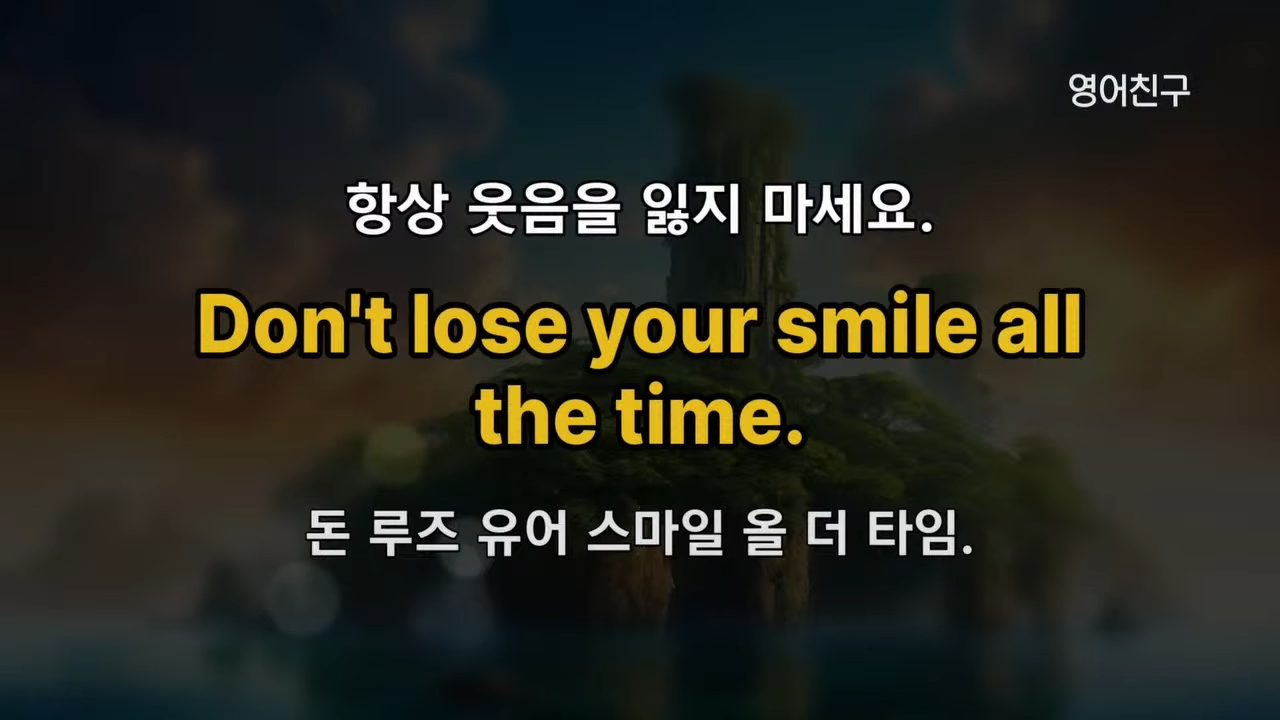 영어친구
항상 웃음을 잃지 마세요.
Don't lose your smile all
the time.
돈 루즈 유어 스마일 올 더 타임.